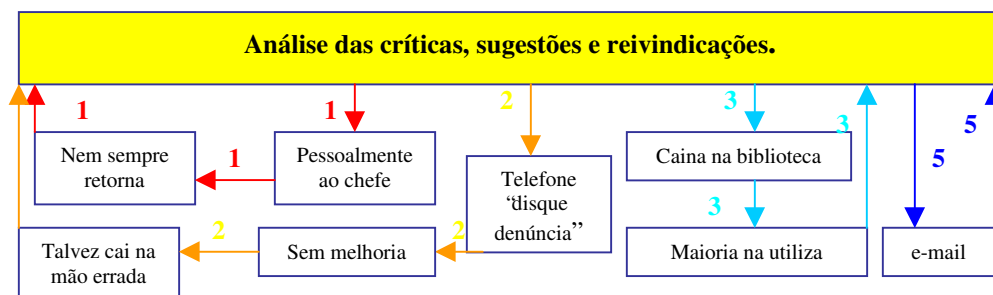 Análise das críticas, sugestões e reivindicações.
1
1
2
3
3
5
5
Nem sempre
retorna
1
Pessoalmente
ao chefe
Telefone
“disque
denúncia”
Caina na biblioteca
3
2
2
Talvez cai na
mão errada
Sem melhoria
Maioria na utiliza
e-mail